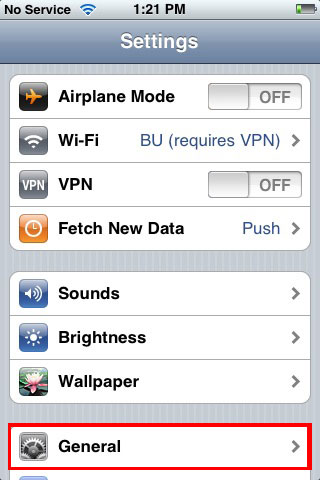 No Service 1:21 PM
Settings
Airplane Mode OFF
Wi-Fi BU (requires VPN)
VPN VPN OFF
Fetch New Data Push
Sounds
Brightness
Wallpaper
General